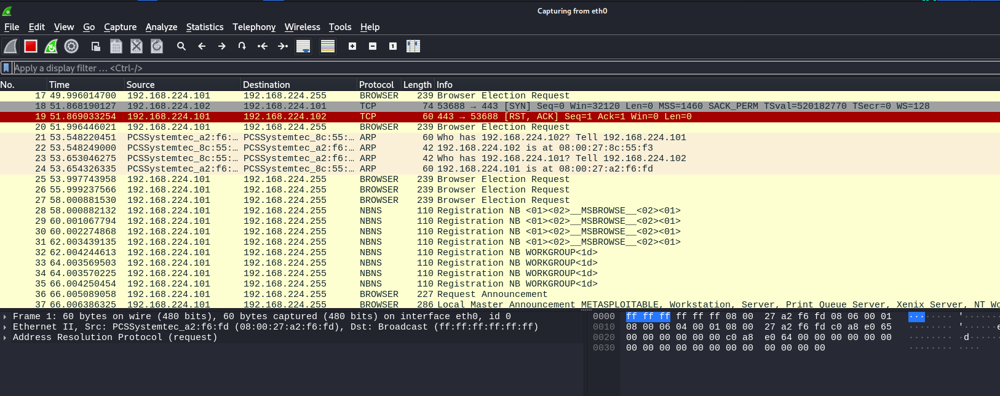 Capturing from eth0
File Edit View Go Capture Analyze Statistics Telephony Wireless Tools Help
Apply a display filter … <Ctrl-/>
No. Time Source Destination Protocol Length Info
17 49.996014700 192.168.224.101 192.168.224.255 BROWSER 239 Browser Election Request
18 51.868190127 192.168.224.102 192.168.224.101 TCP 74 53688 → 443 [SYN] Seq=0 Win=32120 Len=0 MSS=1460 SACK_PERM TSval=520182770 TSecr=0 WS=128
19 51.869033254 192.168.224.101 192.168.224.102 TCP 60 443 → 53688 [RST, ACK] Seq=1 Ack=1 Win=0 Len=0
20 51.996446021 192.168.224.101 192.168.224.255 BROWSER 239 Browser Election Request
21 53.548220451 PCSSystemtec_a2:f6:… PCSSystemtec_8c:55:… ARP 60 Who has 192.168.224.102? Tell 192.168.224.101
22 53.548249000 PCSSystemtec_8c:55:… PCSSystemtec_a2:f6:… ARP 42 192.168.224.102 is at 08:00:27:8c:55:f3
23 53.653046275 PCSSystemtec_8c:55:… PCSSystemtec_a2:f6:… ARP 42 Who has 192.168.224.101? Tell 192.168.224.102
24 53.654326335 PCSSystemtec_a2:f6:… PCSSystemtec_8c:55:… ARP 60 192.168.224.101 is at 08:00:27:a2:f6:fd
25 53.997743958 192.168.224.101 192.168.224.255 BROWSER 239 Browser Election Request
26 55.999237566 192.168.224.101 192.168.224.255 BROWSER 239 Browser Election Request
27 58.000881530 192.168.224.101 192.168.224.255 BROWSER 239 Browser Election Request
28 58.000882132 192.168.224.101 192.168.224.255 NBNS 110 Registration NB <01><02>__MSBROWSE__<02><01>
29 60.001067794 192.168.224.101 192.168.224.255 NBNS 110 Registration NB <01><02>__MSBROWSE__<02><01>
30 60.002274868 192.168.224.101 192.168.224.255 NBNS 110 Registration NB <01><02>__MSBROWSE__<02><01>
31 62.003439135 192.168.224.101 192.168.224.255 NBNS 110 Registration NB <01><02>__MSBROWSE__<02><01>
32 62.004244613 192.168.224.101 192.168.224.255 NBNS 110 Registration NB WORKGROUP<1d>
33 64.003569503 192.168.224.101 192.168.224.255 NBNS 110 Registration NB WORKGROUP<1d>
34 64.003570225 192.168.224.101 192.168.224.255 NBNS 110 Registration NB WORKGROUP<1d>
35 66.004250454 192.168.224.101 192.168.224.255 NBNS 110 Registration NB WORKGROUP<1d>
36 66.005089058 192.168.224.101 192.168.224.255 BROWSER 227 Request Announcement
37 66.006386325 192.168.224.101 192.168.224.255 BROWSER 286 Local Master Announcement METASPLOITABLE, Workstation, Server, Print Queue Server, Xenix Server, NT Wo
Frame 1: 60 bytes on wire (480 bits), 60 bytes captured (480 bits) on interface eth0, id 0
Ethernet II, Src: PCSSystemtec_a2:f6:fd (08:00:27:a2:f6:fd), Dst: Broadcast (ff:ff:ff:ff:ff:ff)
Address Resolution Protocol (request)
0000 ff ff ff ff ff ff 08 00 27 a2 f6 fd 08 06 00 01 ········ '·······
0010 08 00 06 04 00 01 08 00 27 a2 f6 fd c0 a8 e0 65 ········ '······e
0020 00 00 00 00 00 00 c0 a8 e0 64 00 00 00 00 00 00 ········ ·d······
0030 00 00 00 00 00 00 00 00 00 00 00 00 ········ ····